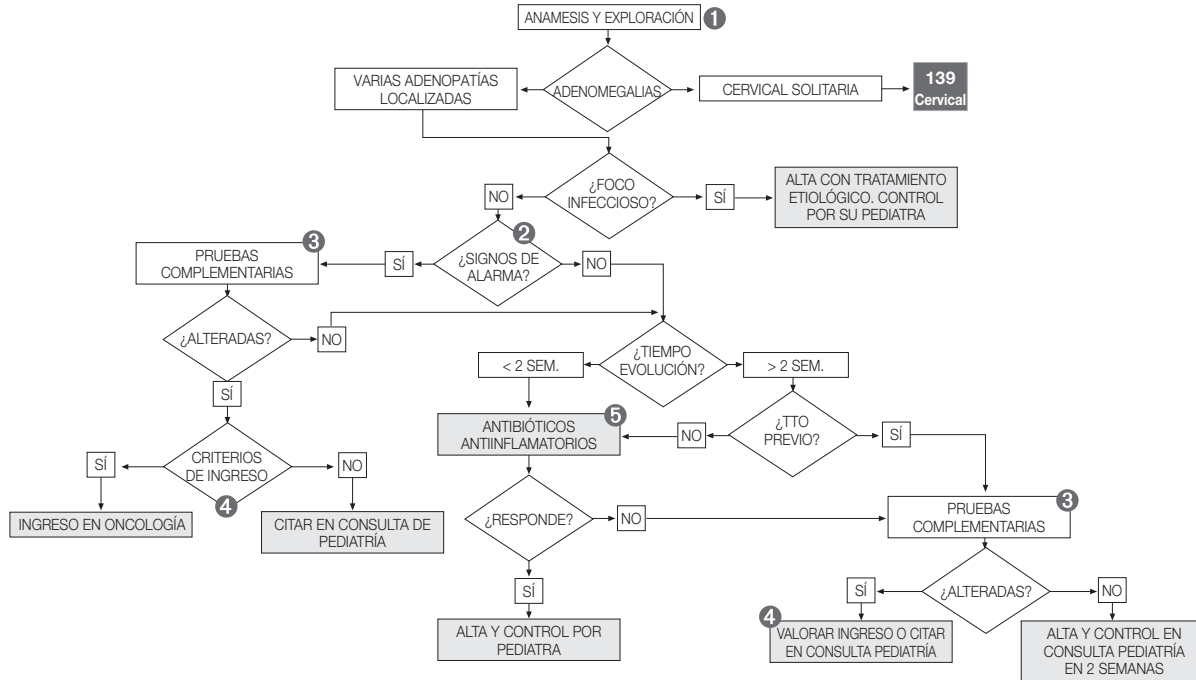 ANAMESIS Y EXPLORACIÓN
1
VARIAS ADENOPATÍAS
LOCALIZADAS
ADENOMEGALIAS
CERVICAL SOLITARIA
139
Cervical
¿FOCO
INFECCIOSO?
NO
SÍ
ALTA CON TRATAMIENTO
ETIOLÓGICO. CONTROL
POR SU PEDIATRA
2
¿SIGNOS DE
ALARMA?
SÍ
NO
3
PRUEBAS
COMPLEMENTARIAS
¿ALTERADAS?
NO
SÍ
¿TIEMPO
EVOLUCIÓN?
< 2 SEM.
> 2 SEM.
5
ANTIBIÓTICOS
ANTIINFLAMATORIOS
NO
¿TTO
PREVIO?
SÍ
CRITERIOS
DE INGRESO
4
SÍ
NO
INGRESO EN ONCOLOGÍA
CITAR EN CONSULTA DE
PEDIATRÍA
¿RESPONDE?
NO
3
PRUEBAS
COMPLEMENTARIAS
SÍ
¿ALTERADAS?
SÍ
NO
ALTA Y CONTROL POR
PEDIATRA
4
VALORAR INGRESO O CITAR
EN CONSULTA PEDIATRÍA
ALTA Y CONTROL EN
CONSULTA PEDIATRÍA
EN 2 SEMANAS